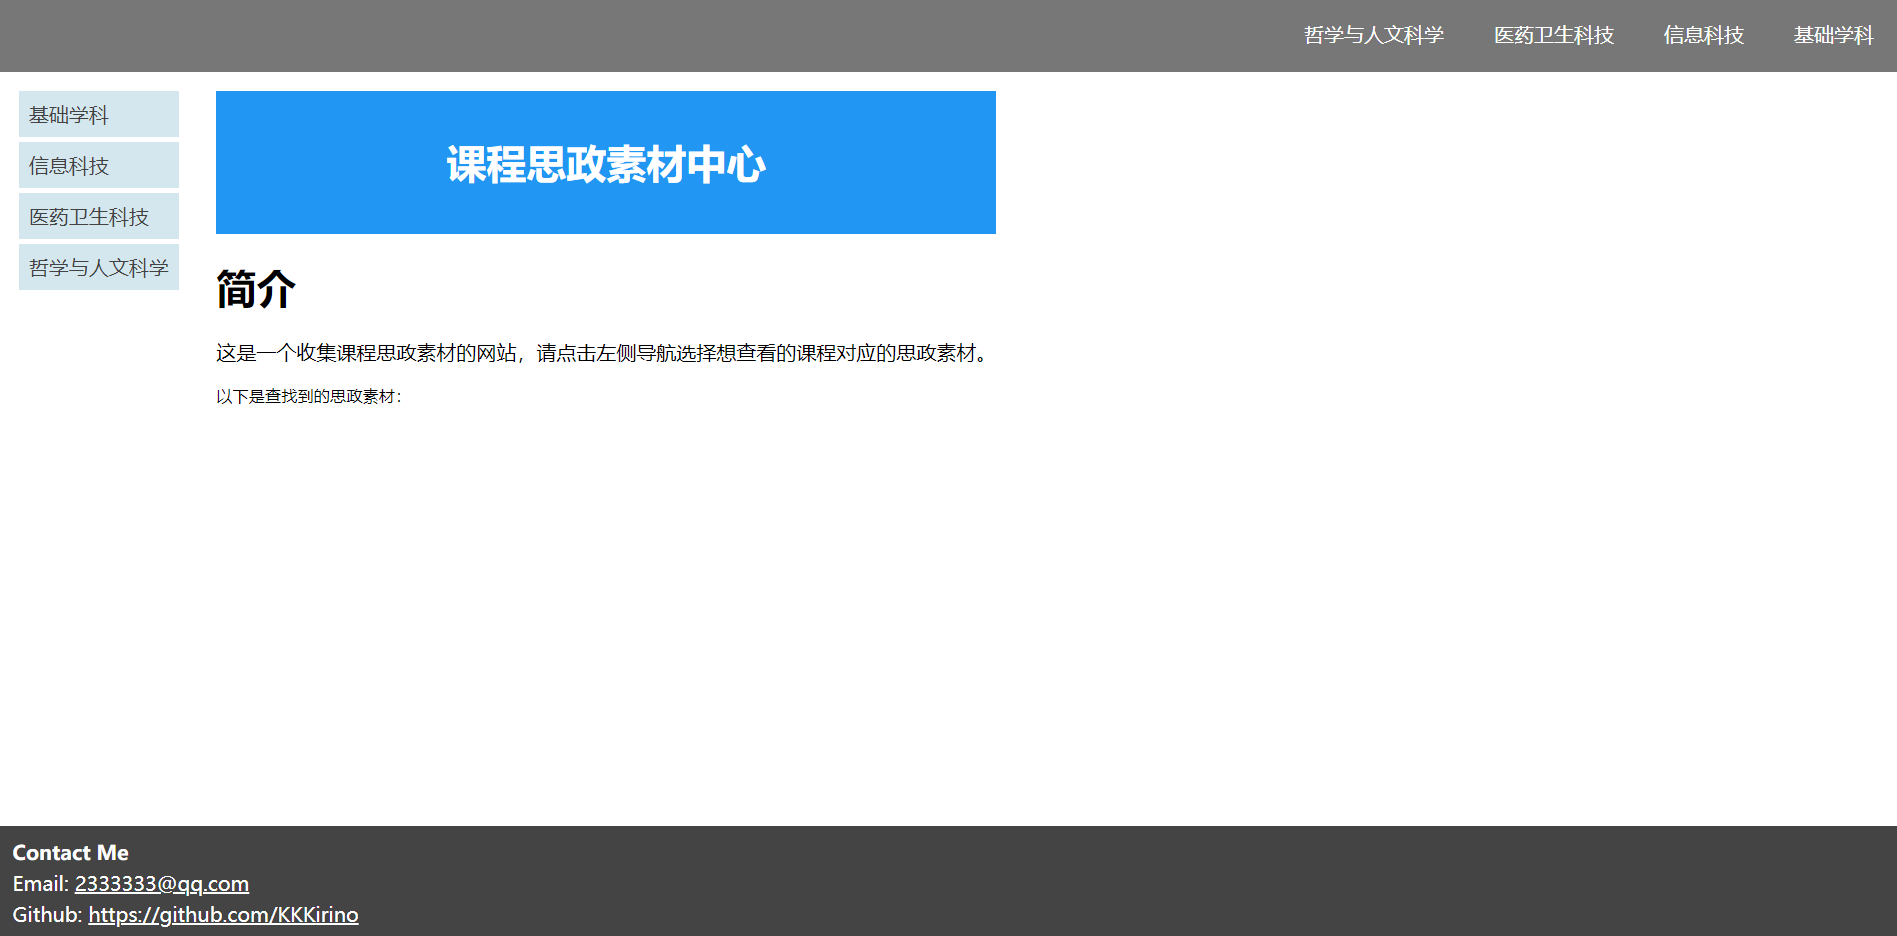 哲学与人文科学 医药卫生科技 信息科技 基础学科
基础学科
信息科技
医药卫生科技
哲学与人文科学
课程思政素材中心
简介
这是一个收集课程思政素材的网站，请点击左侧导航选择想查看的课程对应的思政素材。
以下是查找到的思政素材：
Contact Me
Email: 2333333@qq.com
Github: https://github.com/KKKirino